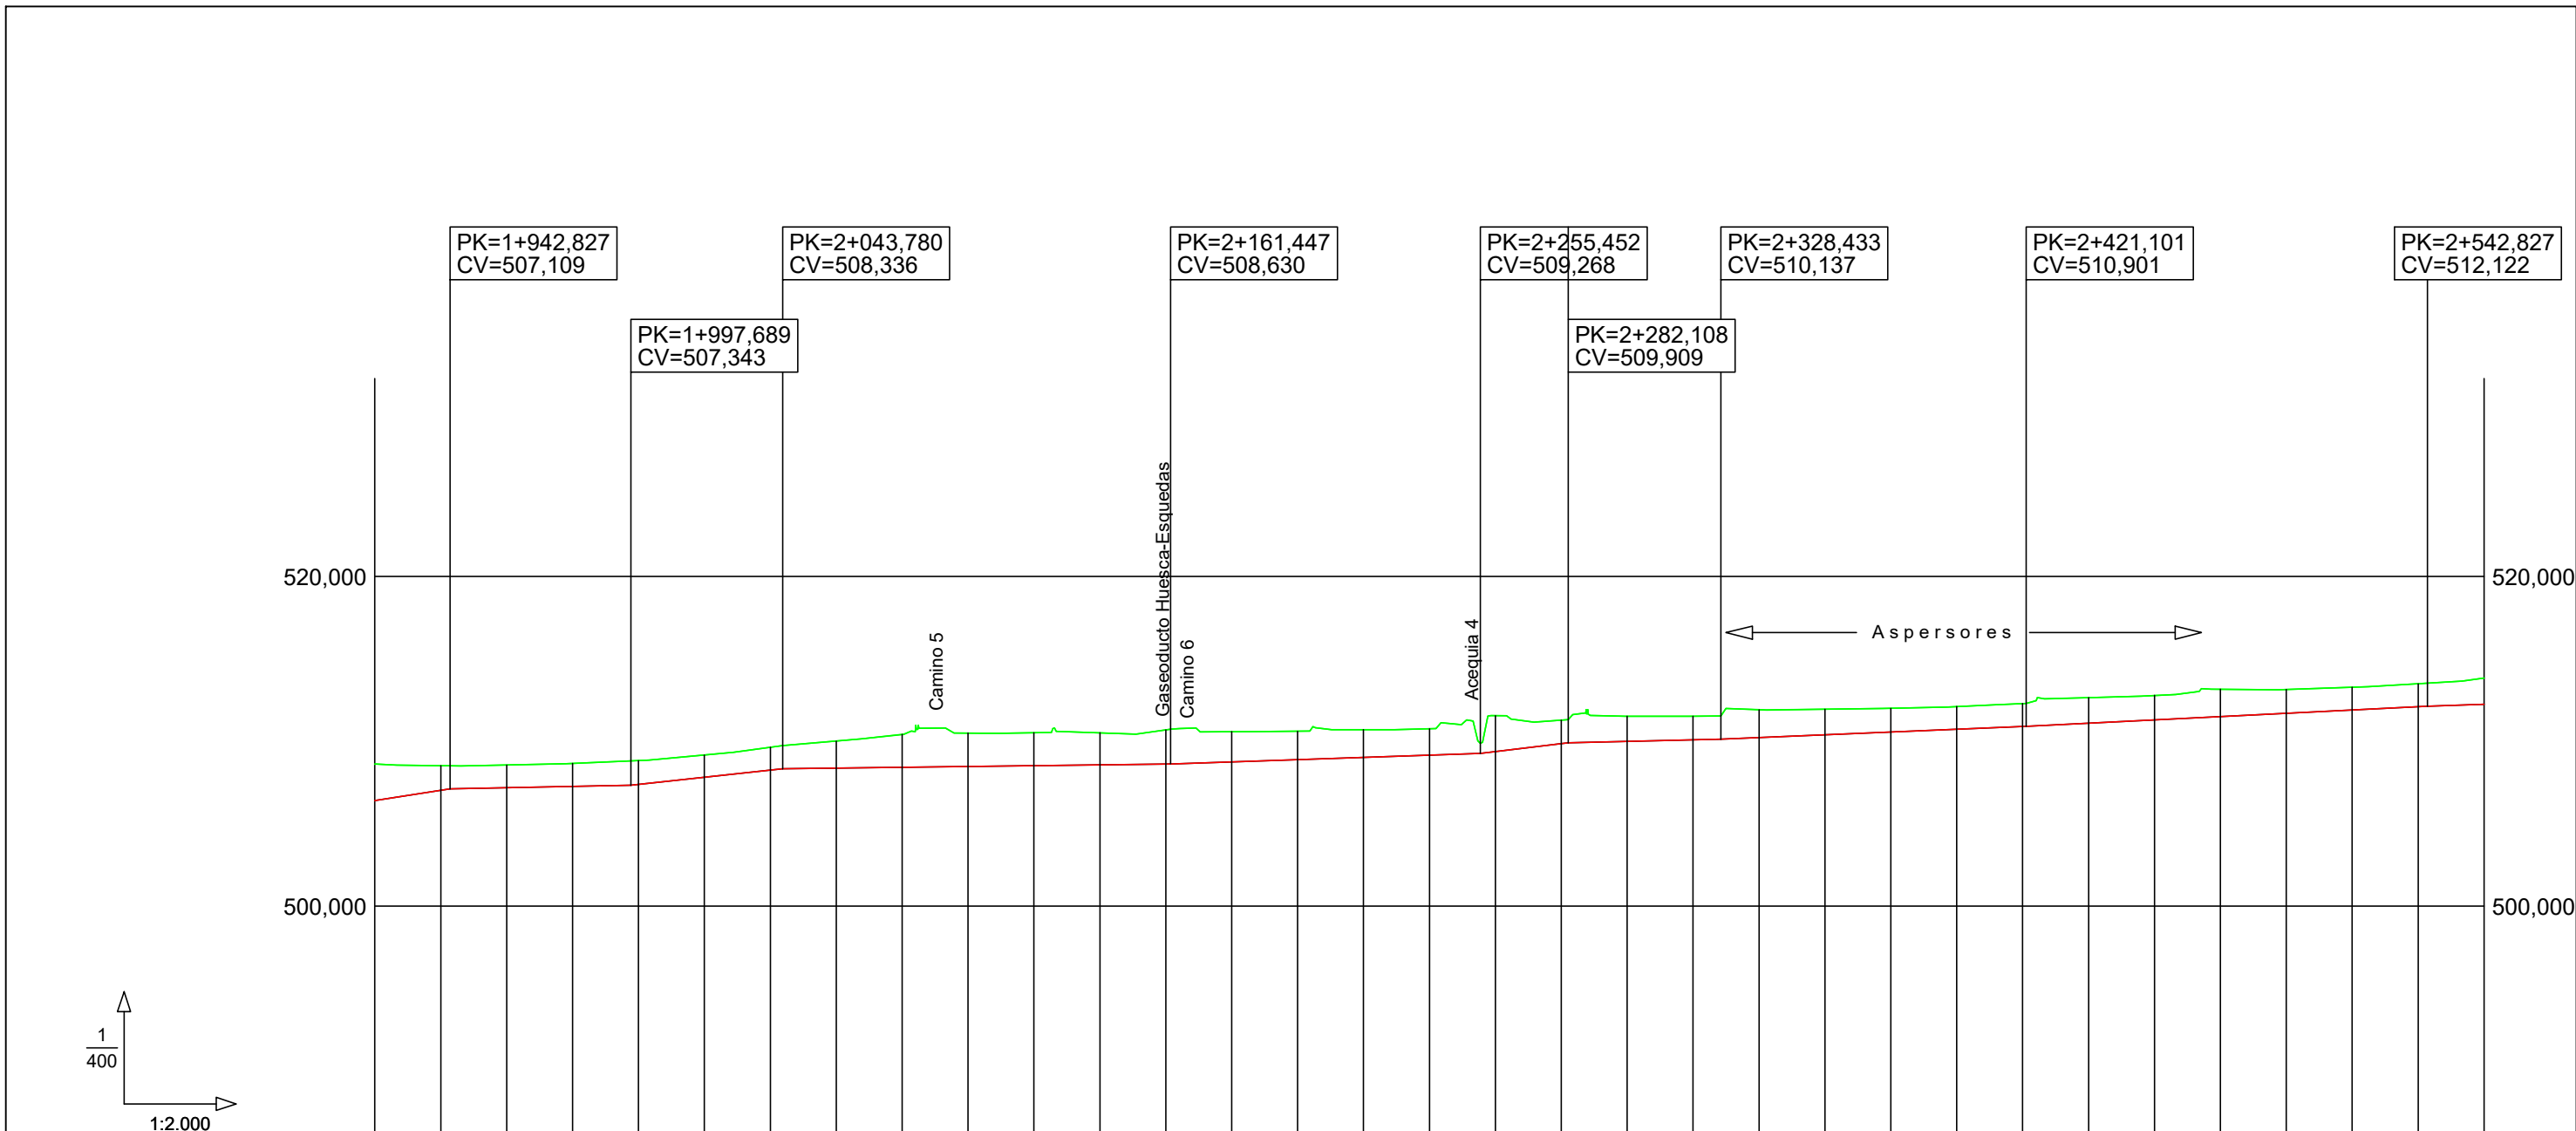 PK=1+942,827
CV=507,109
PK=2+043,780
CV=508,336
PK=2+161,447
CV=508,630
PK=2+255,452
CV=509,268
PK=2+328,433
CV=510,137
PK=2+421,101
CV=510,901
PK=2+542,827
CV=512,122
PK=1+997,689
CV=507,343
PK=2+282,108
CV=509,909
520,000
520,000
Camino 5
Gaseoducto Huesca-Esquedas
Camino 6
Acequia 4
Aspersores
500,000
500,000
1
400
1:2.000